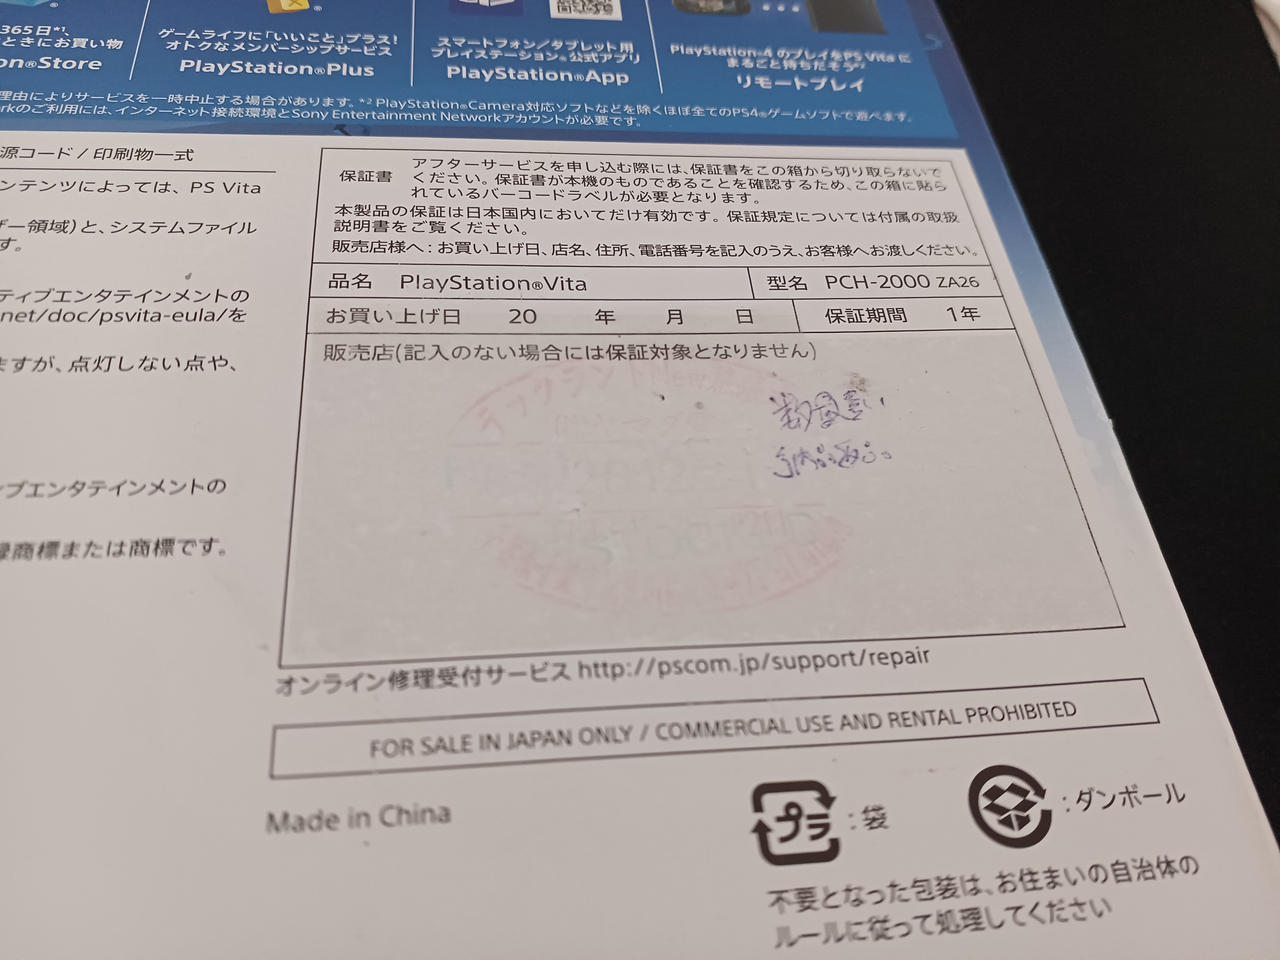 365日*¹、
ときにお買い物
on®Store
ゲームライフに「いいこと」プラス!
オトクなメンバーシップサービス
PlayStation®Plus
スマートフォン/タブレット用
プレイステーション®公式アプリ
PlayStation®App
PlayStation®4 のプレイをPS Vita に
まるごと持ちだそう*²
リモートプレイ
理由によりサービスを一時中止する場合があります。*² PlayStation®Camera対応ソフトなどを除くほぼ全てのPS4®ゲームソフトで遊べます。
rkのご利用には、インターネット接続環境とSony Entertainment Networkアカウントが必要です。
源コード / 印刷物一式
ンテンツによっては、PS Vita
ザー領域)と、システムファイル
す。
ティブエンタテインメントの
net/doc/psvita-eula/を
ますが、点灯しない点や、
ィブエンタテインメントの
録商標または商標です。
保証書
アフターサービスを申し込む際には、保証書をこの箱から切り取らないで
ください。保証書が本機のものであることを確認するため、この箱に貼ら
れているバーコードラベルが必要となります。
本製品の保証は日本国内においてだけ有効です。保証規定については付属の取扱
説明書をご覧ください。
販売店様へ:お買い上げ日、店名、住所、電話番号を記入のうえ、お客様へお渡しください。
品名 PlayStation®Vita 型名 PCH-2000 ZA26
お買い上げ日 20 年 月 日 保証期間 1年
販売店(記入のない場合には保証対象となりません)
テックランド
オンライン修理受付サービス http://pscom.jp/support/repair
FOR SALE IN JAPAN ONLY / COMMERCIAL USE AND RENTAL PROHIBITED
Made in China
プラ :袋
:ダンボール
不要となった包装は、お住まいの自治体の
ルールに従って処理してください